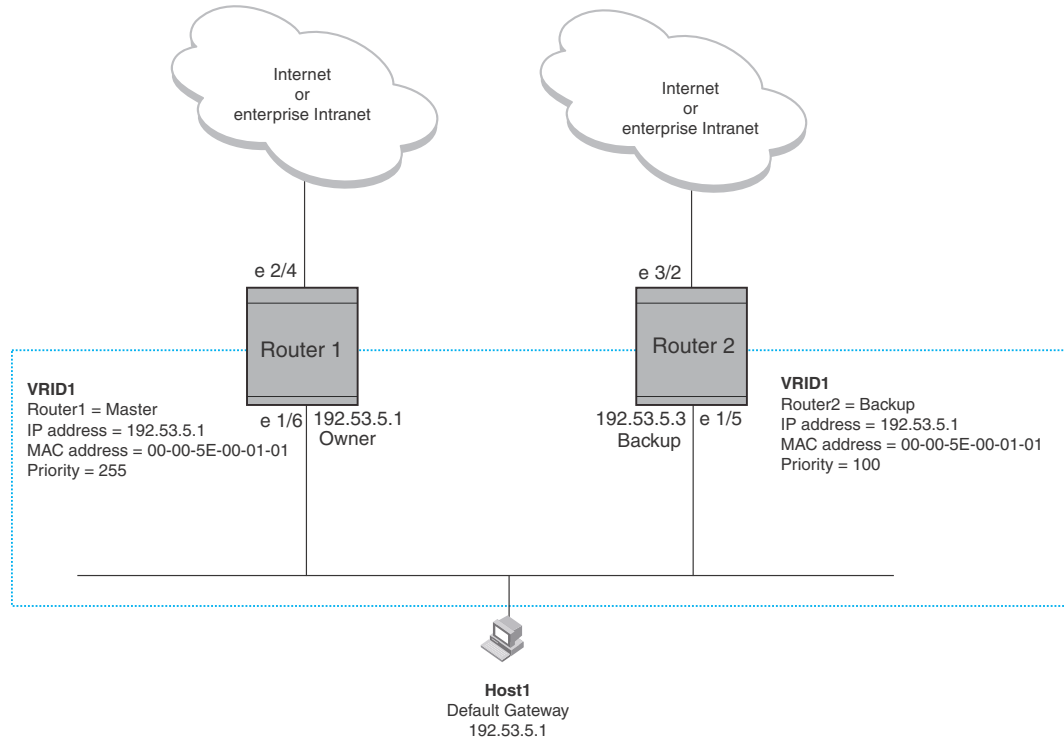 Internet
or
enterprise Intranet
Internet
or
enterprise Intranet
e 2/4
e 3/2
Router 1
Router 2
VRID1
Router1 = Master
IP address = 192.53.5.1
MAC address = 00-00-5E-00-01-01
Priority = 255
e 1/6
192.53.5.1
Owner
192.53.5.3
Backup
e 1/5
VRID1
Router2 = Backup
IP address = 192.53.5.1
MAC address = 00-00-5E-00-01-01
Priority = 100
Host1
Default Gateway
192.53.5.1